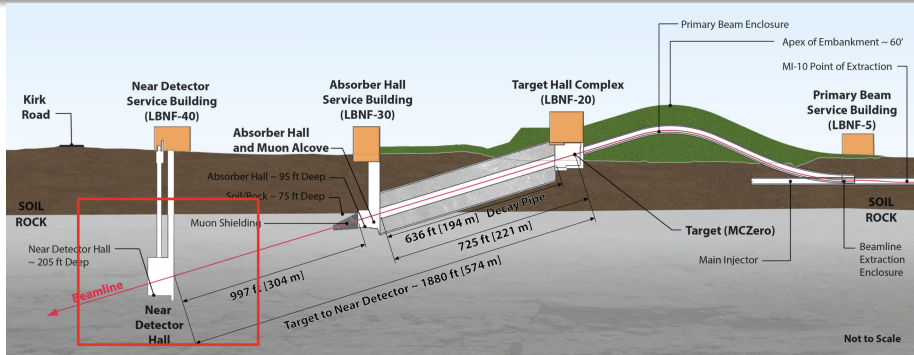 Primary Beam Enclosure
Apex of Embankment ~ 60'
MI-10 Point of Extraction
Near Detector
Service Building
(LBNF-40)
Absorber Hall
Service Building
(LBNF-30)
Target Hall Complex
(LBNF-20)
Primary Beam
Service Building
(LBNF-5)
Kirk
Road
Absorber Hall
and Muon Alcove
Absorber Hall ~ 95 ft Deep
Soil/Rock ~ 75 ft Deep
Muon Shielding
SOIL
ROCK
SOIL
ROCK
636 ft [194 m] Decay Pipe
725 ft [221 m]
Target (MCZero)
Main Injector
Beamline
Extraction
Enclosure
Near Detector Hall
~ 205 ft Deep
Beamline
997 ft [304 m]
Target to Near Detector ~ 1880 ft [574 m]
Near
Detector
Hall
Not to Scale